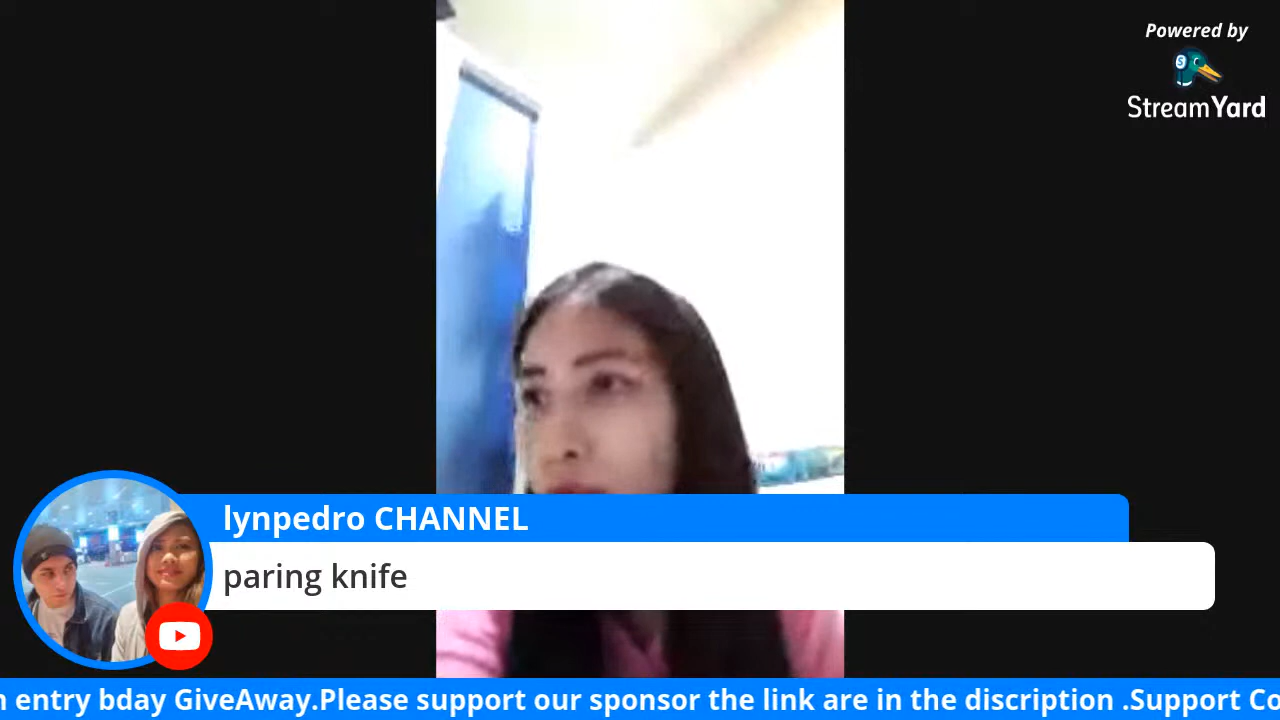 Powered by
StreamYard
lynpedro CHANNEL
paring knife
entry bday GiveAway.Please support our sponsor the link are in the discription .Support